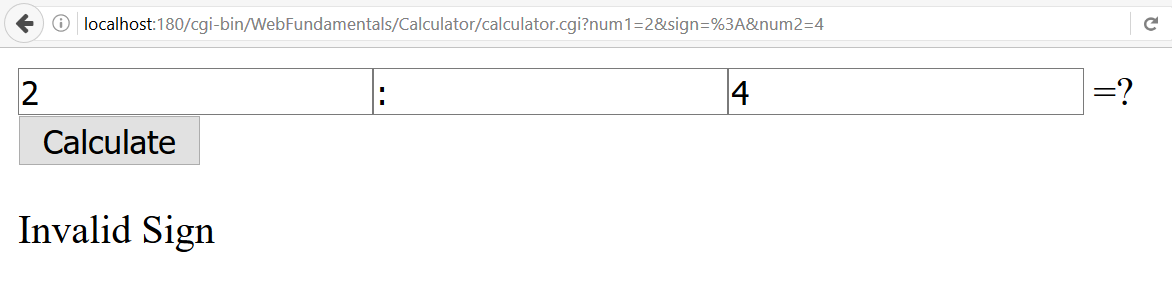 localhost:180/cgi-bin/WebFundamentals/Calculator/calculator.cgi?num1=2&sign=%3A&num2=4
2 : 4 =?
Calculate
Invalid Sign